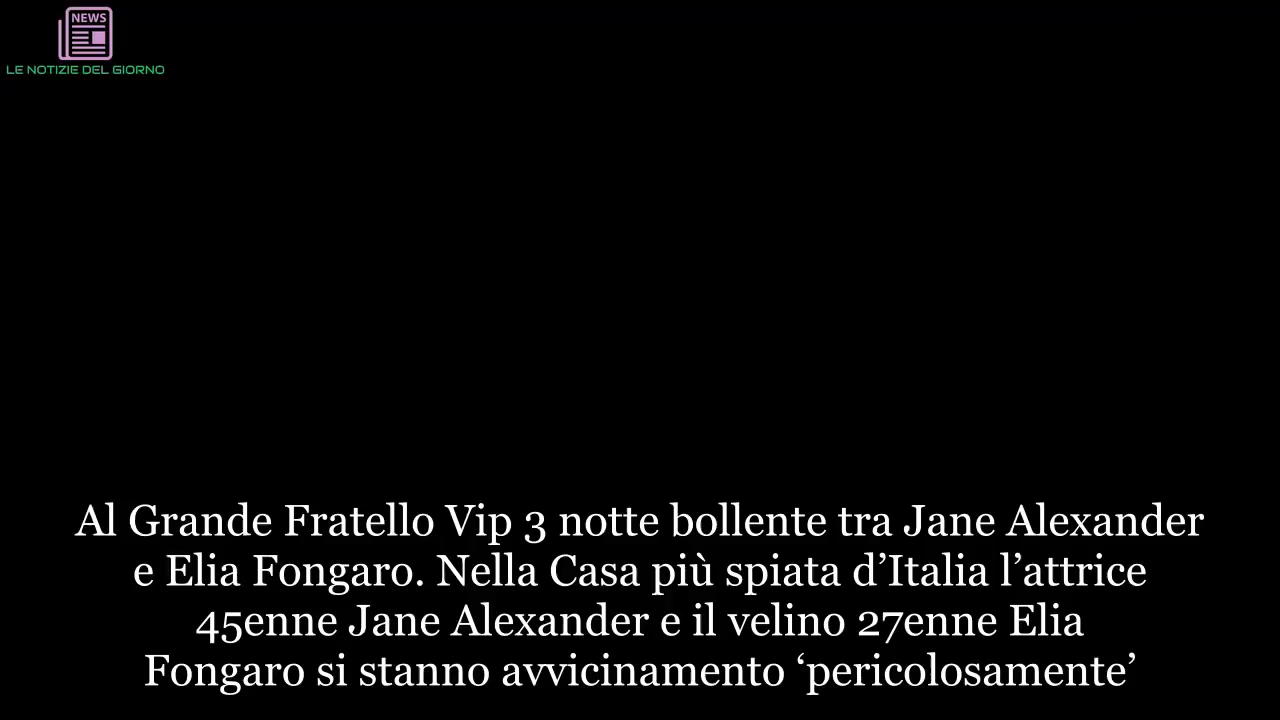 NEWS
LE NOTIZIE DEL GIORNO
Al Grande Fratello Vip 3 notte bollente tra Jane Alexander
e Elia Fongaro. Nella Casa più spiata d’Italia l’attrice
45enne Jane Alexander e il velino 27enne Elia
Fongaro si stanno avvicinamento ‘pericolosamente’